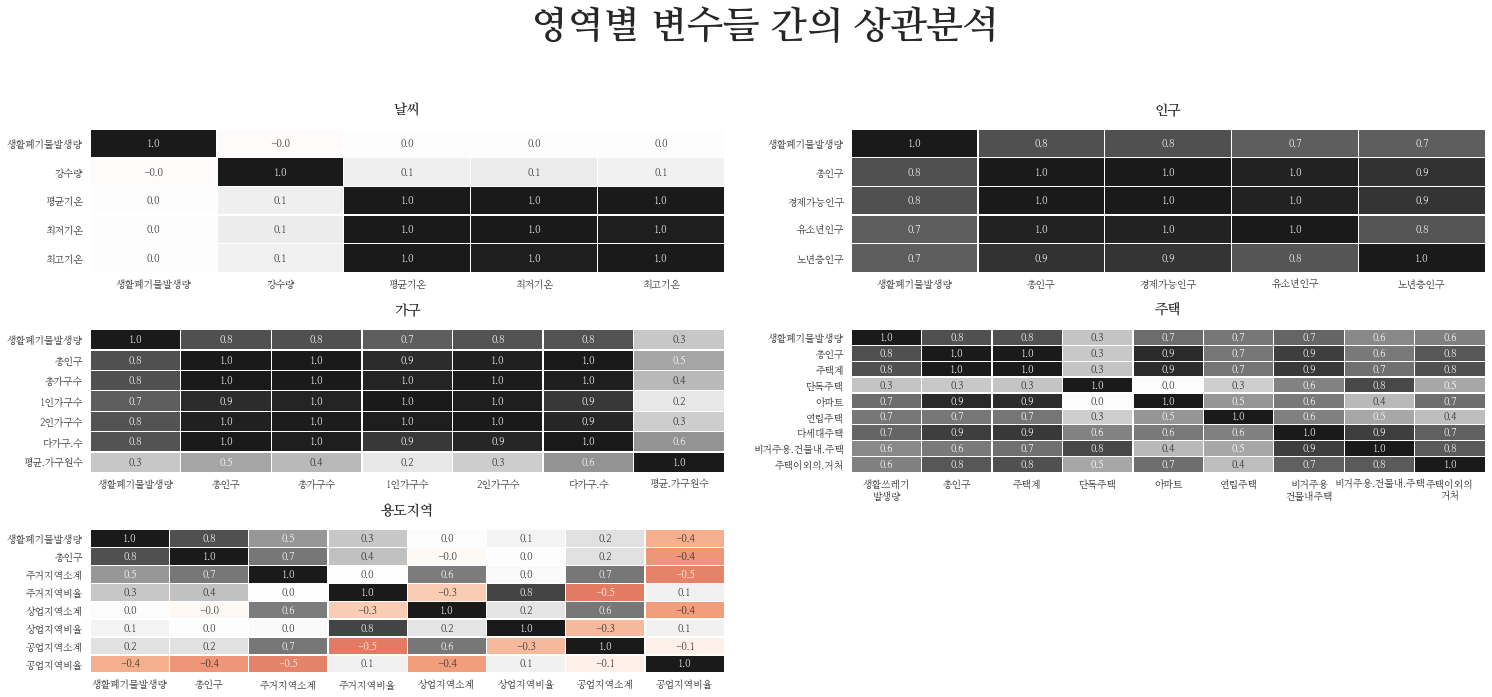 영역별 변수들 간의 상관분석
날씨
생활폐기물발생량 1.0 −0.0 0.0 0.0 0.0
강수량 −0.0 1.0 0.1 0.1 0.1
평균기온 0.0 0.1 1.0 1.0 1.0
최저기온 0.0 0.1 1.0 1.0 1.0
최고기온 0.0 0.1 1.0 1.0 1.0
생활폐기물발생량 강수량 평균기온 최저기온 최고기온
인구
생활폐기물발생량 1.0 0.8 0.8 0.7 0.7
총인구 0.8 1.0 1.0 1.0 0.9
경제가능인구 0.8 1.0 1.0 1.0 0.9
유소년인구 0.7 1.0 1.0 1.0 0.8
노년층인구 0.7 0.9 0.9 0.8 1.0
생활폐기물발생량 총인구 경제가능인구 유소년인구 노년층인구
가구
생활폐기물발생량 1.0 0.8 0.8 0.7 0.8 0.8 0.3
총인구 0.8 1.0 1.0 0.9 1.0 1.0 0.5
총가구수 0.8 1.0 1.0 1.0 1.0 1.0 0.4
1인가구수 0.7 0.9 1.0 1.0 1.0 0.9 0.2
2인가구수 0.8 1.0 1.0 1.0 1.0 0.9 0.3
다가구.수 0.8 1.0 1.0 0.9 0.9 1.0 0.6
평균.가구원수 0.3 0.5 0.4 0.2 0.3 0.6 1.0
생활폐기물발생량 총인구 총가구수 1인가구수 2인가구수 다가구.수 평균.가구원수
주택
생활폐기물발생량 1.0 0.8 0.8 0.3 0.7 0.7 0.7 0.6 0.6
총인구 0.8 1.0 1.0 0.3 0.9 0.7 0.9 0.6 0.8
주택계 0.8 1.0 1.0 0.3 0.9 0.7 0.9 0.7 0.8
단독주택 0.3 0.3 0.3 1.0 0.0 0.3 0.6 0.8 0.5
아파트 0.7 0.9 0.9 0.0 1.0 0.5 0.6 0.4 0.7
연립주택 0.7 0.7 0.7 0.3 0.5 1.0 0.6 0.5 0.4
다세대주택 0.7 0.9 0.9 0.6 0.6 0.6 1.0 0.9 0.7
비거주용.건물내.주택 0.6 0.6 0.7 0.8 0.4 0.5 0.9 1.0 0.8
주택이외의.거처 0.6 0.8 0.8 0.5 0.7 0.4 0.7 0.8 1.0
생활쓰레기 총인구 주택계 단독주택 아파트 연립주택 비거주용 비거주용.건물내.주택 주택이외의
발생량 건물내주택 거처
용도지역
생활폐기물발생량 1.0 0.8 0.5 0.3 0.0 0.1 0.2 −0.4
총인구 0.8 1.0 0.7 0.4 −0.0 0.0 0.2 −0.4
주거지역소계 0.5 0.7 1.0 0.0 0.6 0.0 0.7 −0.5
주거지역비율 0.3 0.4 0.0 1.0 −0.3 0.8 −0.5 0.1
상업지역소계 0.0 −0.0 0.6 −0.3 1.0 0.2 0.6 −0.4
상업지역비율 0.1 0.0 0.0 0.8 0.2 1.0 −0.3 0.1
공업지역소계 0.2 0.2 0.7 −0.5 0.6 −0.3 1.0 −0.1
공업지역비율 −0.4 −0.4 −0.5 0.1 −0.4 0.1 −0.1 1.0
생활폐기물발생량 총인구 주거지역소계 주거지역비율 상업지역소계 상업지역비율 공업지역소계 공업지역비율